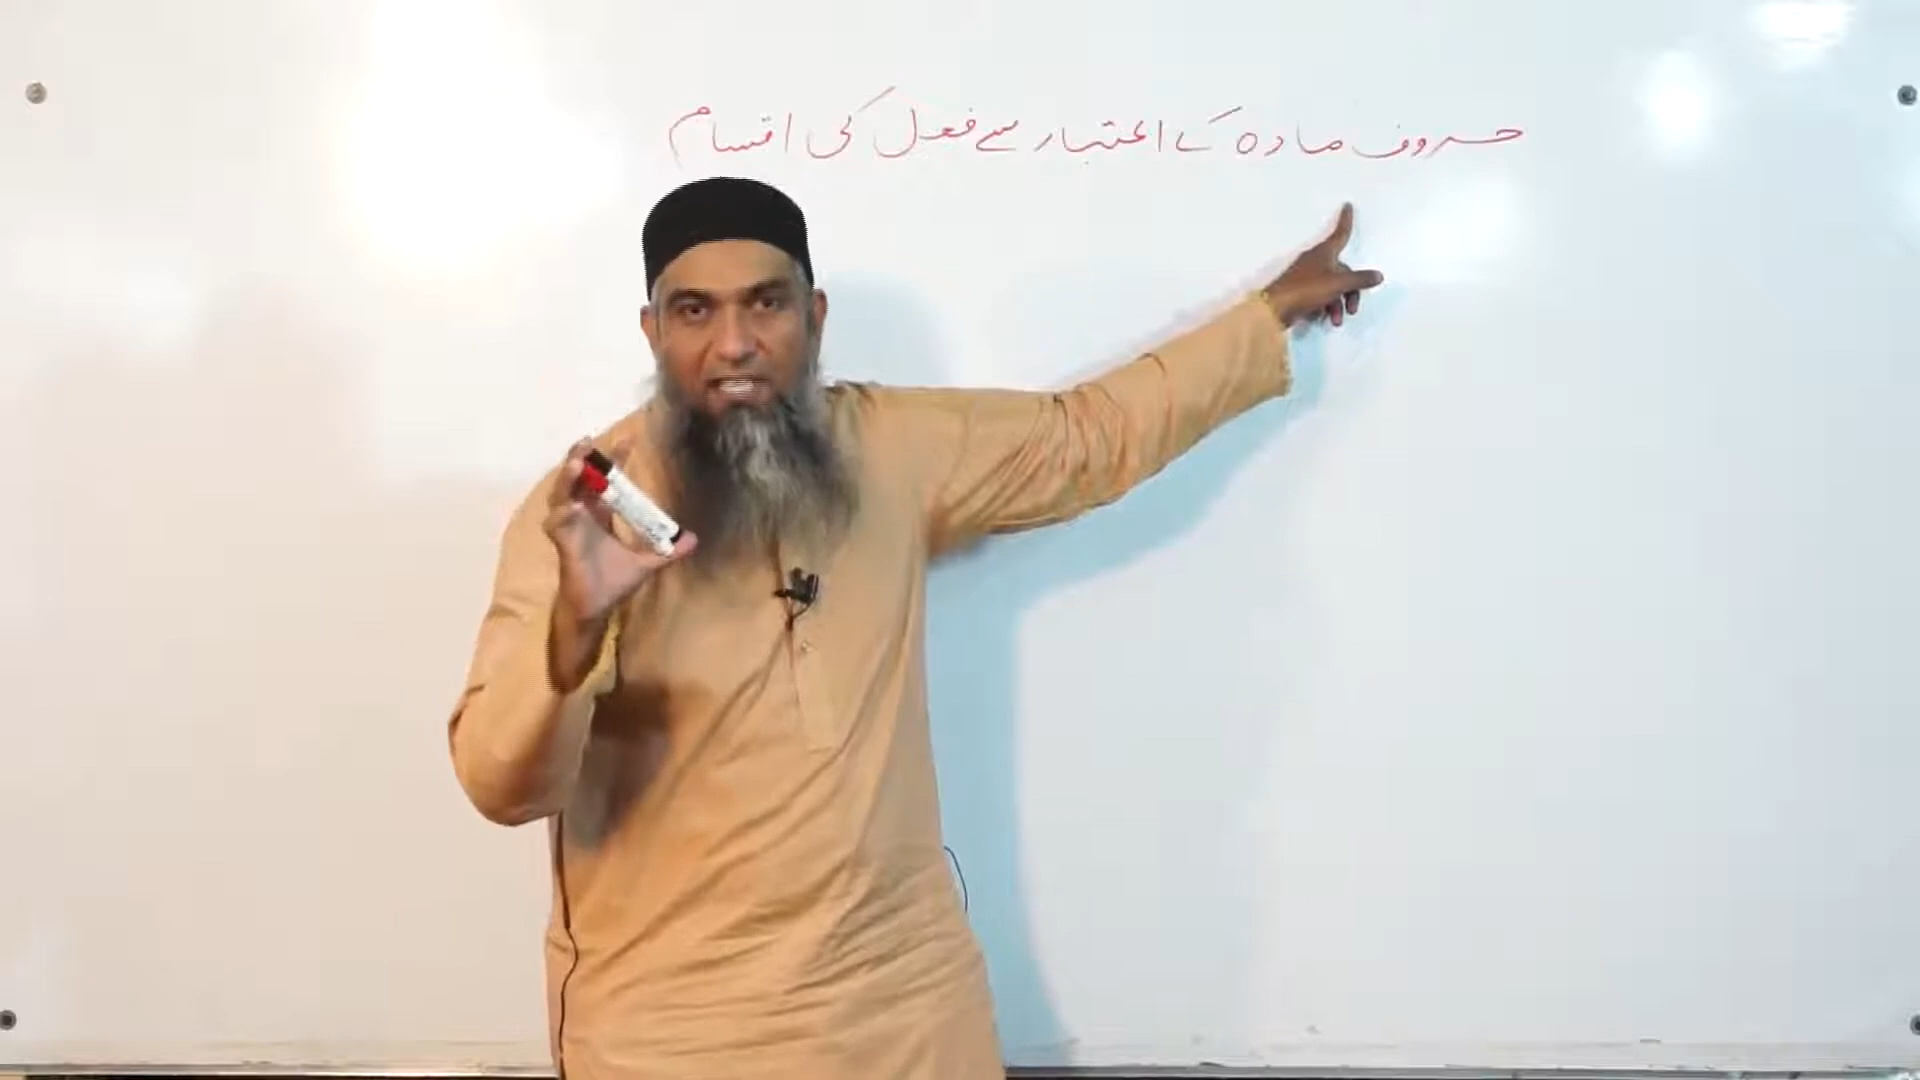 حروف مادہ کے اعتبار سے فعل کی اقسام